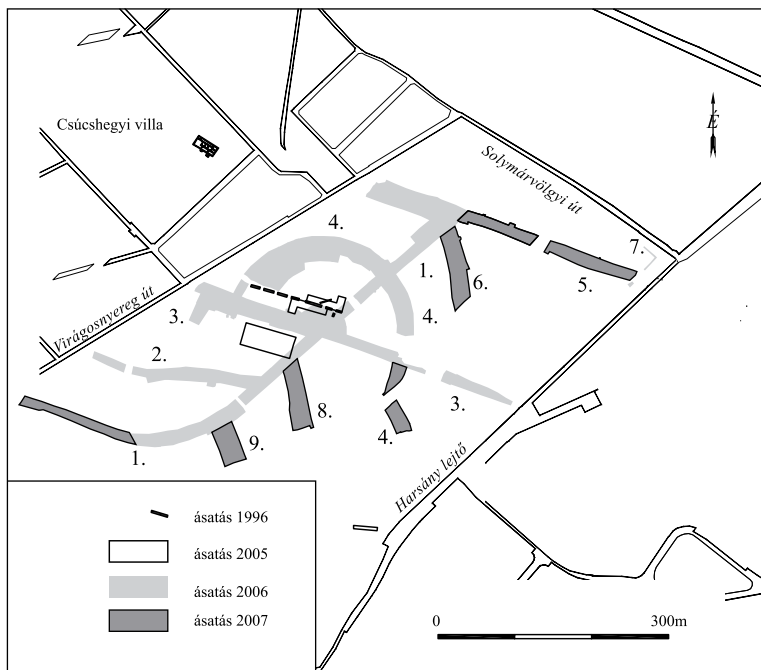 Csúcshegyi villa
É
Solymárvölgyi út
4.
7.
1.
6.
5.
3.
4.
Virágosnyereg út
2.
3.
8.
4.
9.
1.
Harsány lejtő
ásatás 1996
ásatás 2005
ásatás 2006
ásatás 2007
0 300m